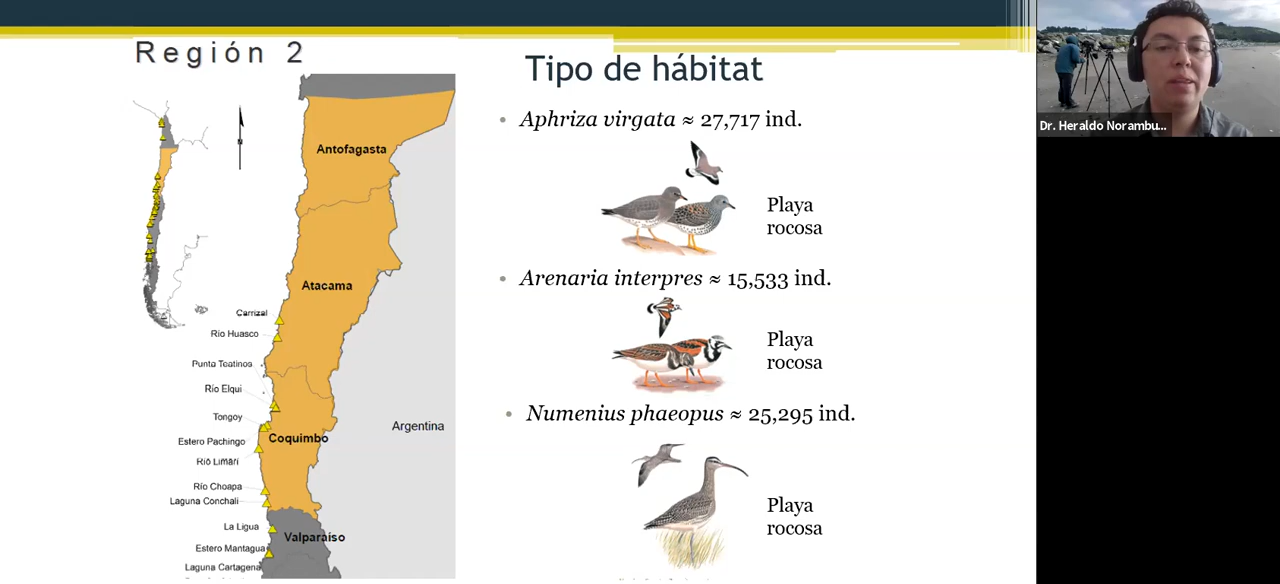 Región 2
Tipo de hábitat
Dr. Heraldo Norambu...
• Aphriza virgata ≈ 27,717 ind.
Playa
rocosa
• Arenaria interpres ≈ 15,533 ind.
Playa
rocosa
• Numenius phaeopus ≈ 25,295 ind.
Playa
rocosa
Antofagasta
Atacama
Carrizal
Río Huasco
Punta Teatinos
Río Elqui
Tongoy
Argentina
Coquimbo
Estero Pachingo
Río Limarí
Río Choapa
Laguna Conchalí
La Ligua
Valparaíso
Estero Mantagua
Laguna Cartagena